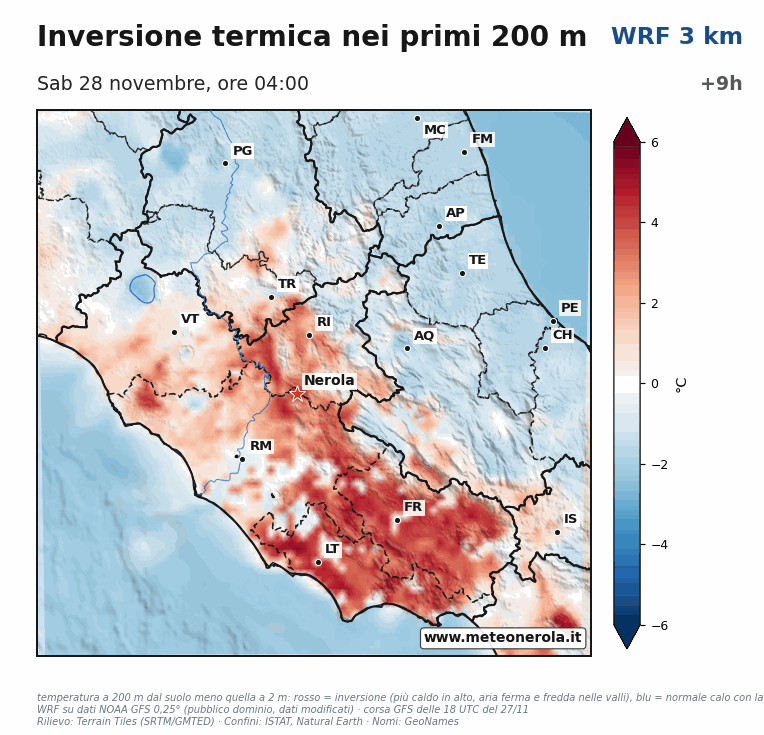 Inversione termica nei primi 200 m WRF 3 km
Sab 28 novembre, ore 04:00 +9h
MC
FM
PG
AP
TE
TR
PE
VT
RI
AQ
CH
Nerola
RM
FR
IS
LT
www.meteonerola.it
6
4
2
0
−2
−4
−6
°C
temperatura a 200 m dal suolo meno quella a 2 m: rosso = inversione (più caldo in alto, aria ferma e fredda nelle valli), blu = normale calo con la
WRF su dati NOAA GFS 0,25° (pubblico dominio, dati modificati) · corsa GFS delle 18 UTC del 27/11
Rilievo: Terrain Tiles (SRTM/GMTED) · Confini: ISTAT, Natural Earth · Nomi: GeoNames